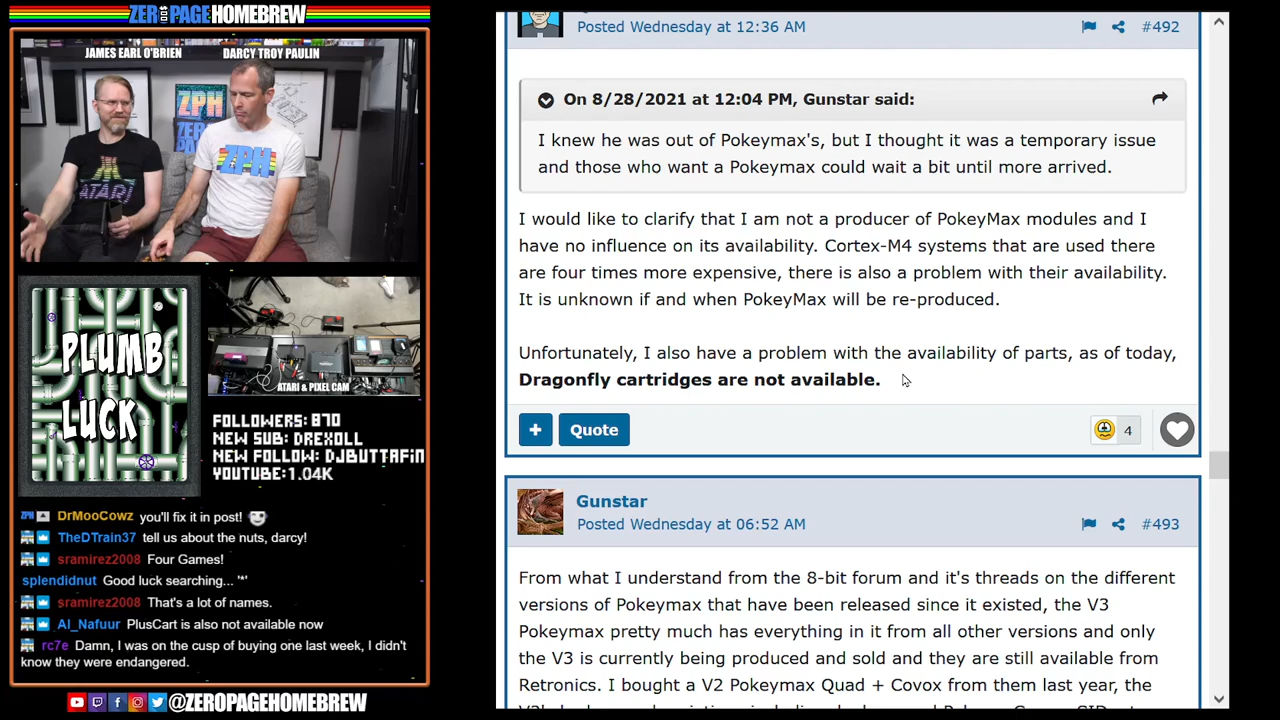 ZERO PAGE HOMEBREW
JAMES EARL O'BRIEN
DARCY TROY PAULIN
ZPH
ATARI
ZPH
PLUMB
LUCK
ATARI & PIXEL CAM
FOLLOWERS: 870
NEW SUB: DREXOLL
NEW FOLLOW: DJBUTTAFIN
YOUTUBE:1.04K
DrMooCowz you'll fix it in post!
TheDTrain37 tell us about the nuts, darcy!
sramirez2008 Four Games!
splendidnut Good luck searching... '*'
sramirez2008 That's a lot of names.
Al_Nafuur PlusCart is also not available now
rc7e Damn, I was on the cusp of buying one last week, I didn't
know they were endangered.
@ZEROPAGEHOMEBREW
Posted Wednesday at 12:36 AM
#492
On 8/28/2021 at 12:04 PM, Gunstar said:
I knew he was out of Pokeymax's, but I thought it was a temporary issue
and those who want a Pokeymax could wait a bit until more arrived.
I would like to clarify that I am not a producer of PokeyMax modules and I
have no influence on its availability. Cortex-M4 systems that are used there
are four times more expensive, there is also a problem with their availability.
It is unknown if and when PokeyMax will be re-produced.
Unfortunately, I also have a problem with the availability of parts, as of today,
Dragonfly cartridges are not available.
+ Quote
4
Gunstar
Posted Wednesday at 06:52 AM
#493
From what I understand from the 8-bit forum and it's threads on the different
versions of Pokeymax that have been released since it existed, the V3
Pokeymax pretty much has everything in it from all other versions and only
the V3 is currently being produced and sold and they are still available from
Retronics. I bought a V2 Pokeymax Quad + Covox from them last year, the